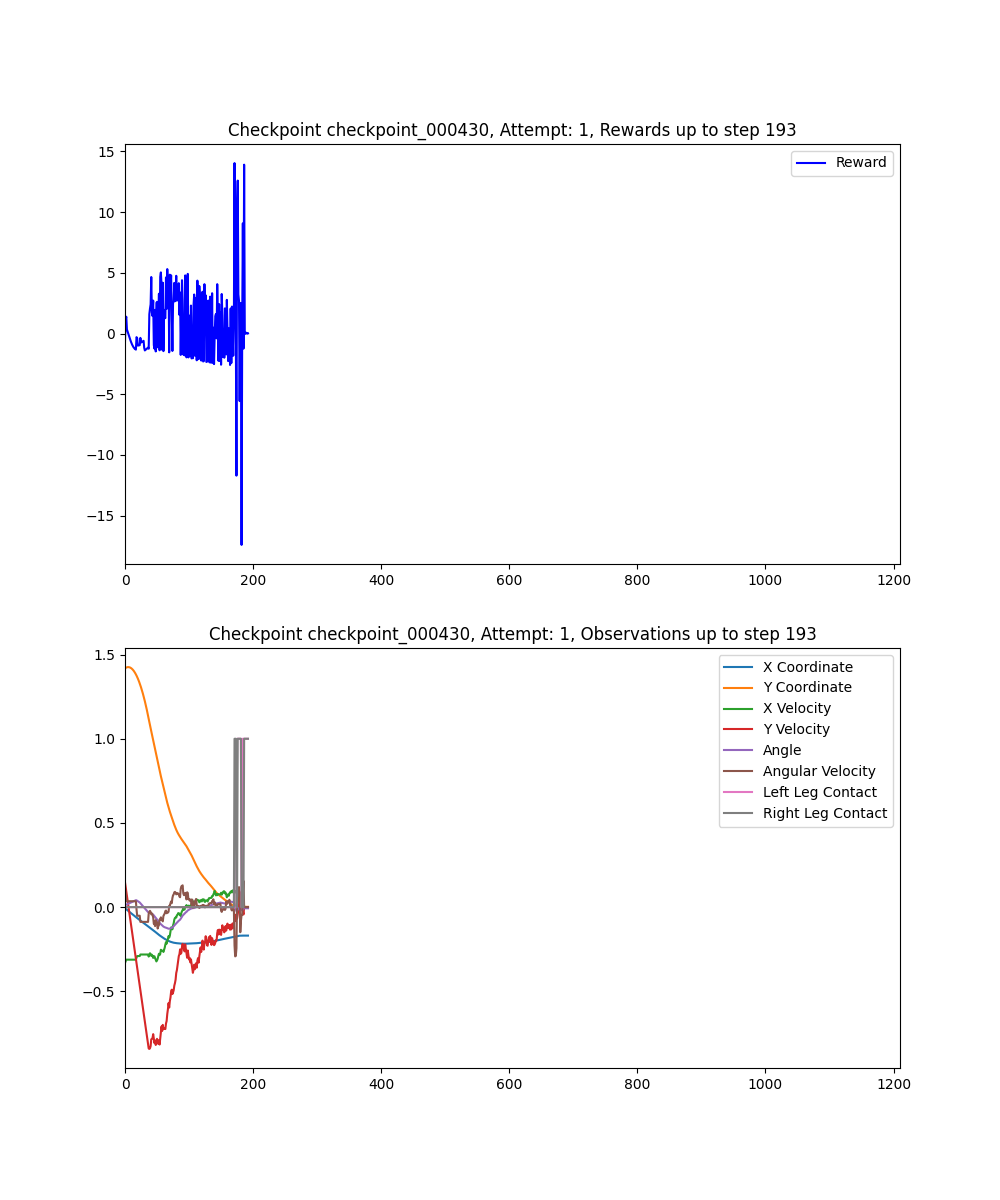 Checkpoint checkpoint_000430, Attempt: 1, Rewards up to step 193
15
10
5
0
−5
−10
−15
Reward
0 200 400 600 800 1000 1200
Checkpoint checkpoint_000430, Attempt: 1, Observations up to step 193
1.5
1.0
0.5
0.0
−0.5
X Coordinate
Y Coordinate
X Velocity
Y Velocity
Angle
Angular Velocity
Left Leg Contact
Right Leg Contact
0 200 400 600 800 1000 1200